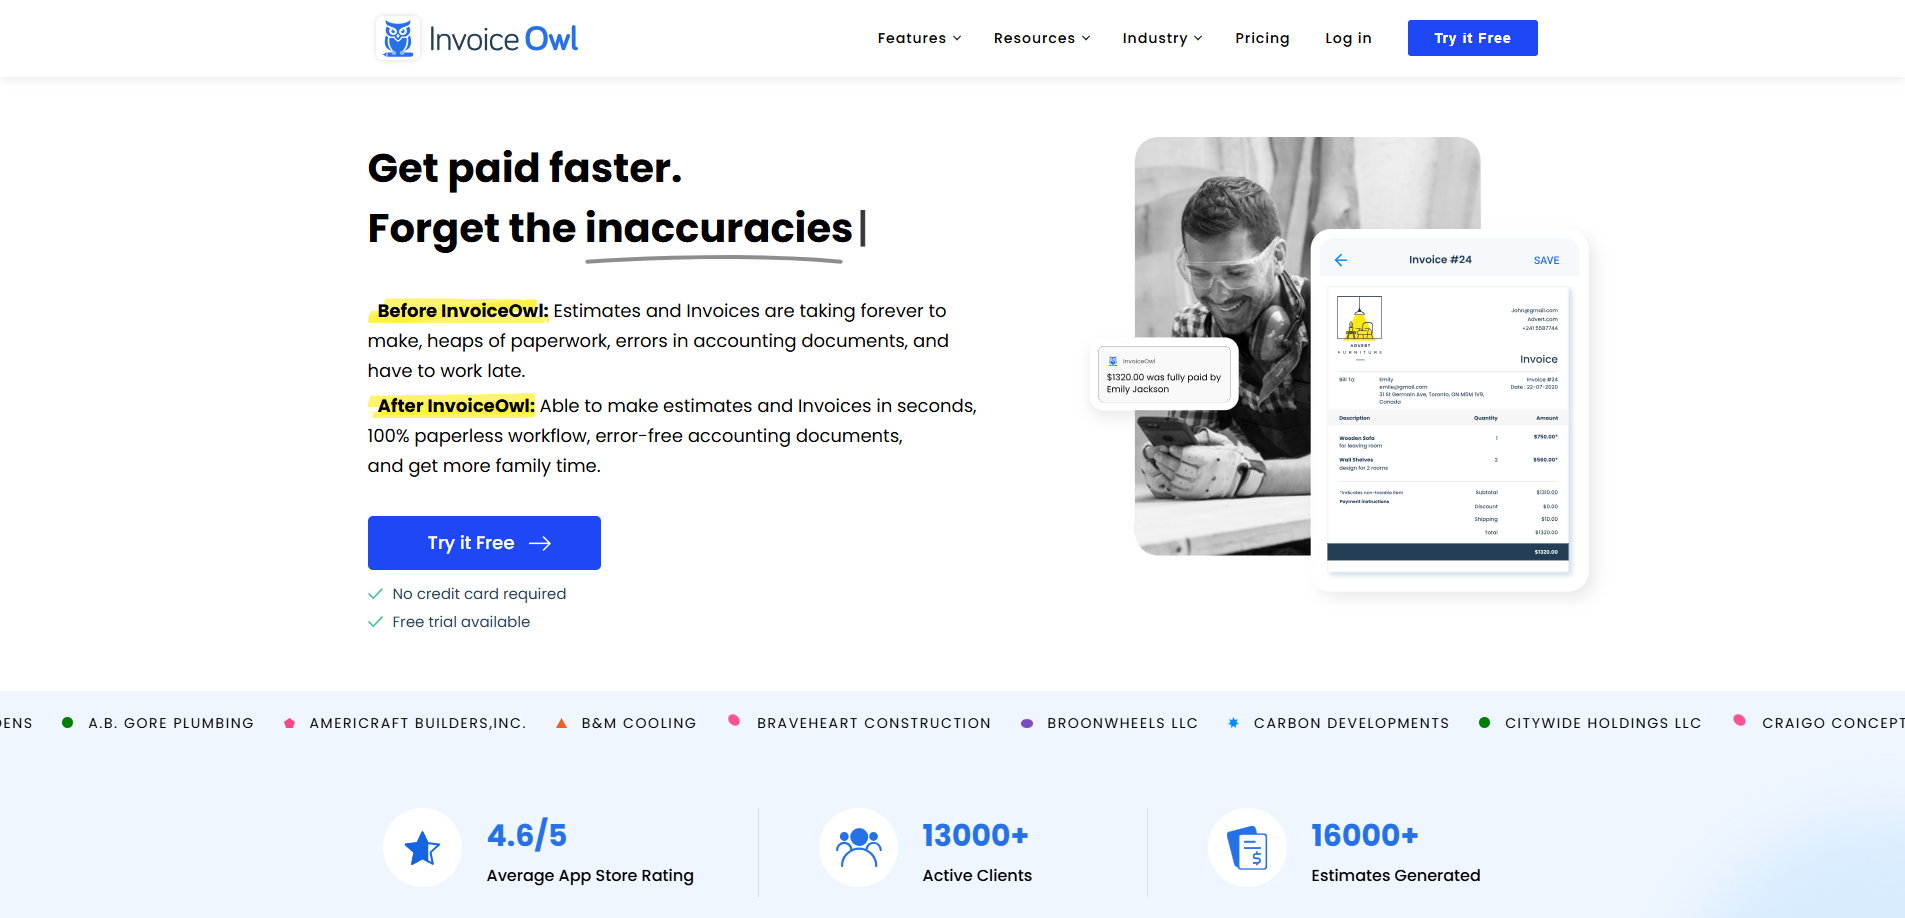 Invoice Owl
Features
Resources
Industry
Pricing
Log in
Try it Free
Get paid faster.
Forget the inaccuracies
Before InvoiceOwl: Estimates and Invoices are taking forever to
make, heaps of paperwork, errors in accounting documents, and
have to work late.
After InvoiceOwl: Able to make estimates and Invoices in seconds,
100% paperless workflow, error-free accounting documents,
and get more family time.
Try it Free
No credit card required
Free trial available
InvoiceOwl
$1320.00 was fully paid by
Emily Jackson
Invoice #24
SAVE
ADVERT
FURNITURE
John@gmail.com
Advert.com
+241 5587744
Invoice
Bill To:
Emily
emile@gmail.com
21 St Germain Ave, Toronto, ON M5M 1V9,
Canada
Invoice #24
Date : 22-07-2020
Description Quantity Amount
Wooden Sofa 1 $750.00*
for leaving room
Wall Shelves 2 $560.00*
design for 2 rooms
*Indicates non-taxable item
Payment Instructions
Subtotal $1310.00
Discount $0.00
Shipping $10.00
Total $1320.00
$1320.00
DENS
A.B. GORE PLUMBING
AMERICRAFT BUILDERS,INC.
B&M COOLING
BRAVEHEART CONSTRUCTION
BROONWHEELS LLC
CARBON DEVELOPMENTS
CITYWIDE HOLDINGS LLC
CRAIGO CONCEPT
4.6/5
Average App Store Rating
13000+
Active Clients
16000+
Estimates Generated